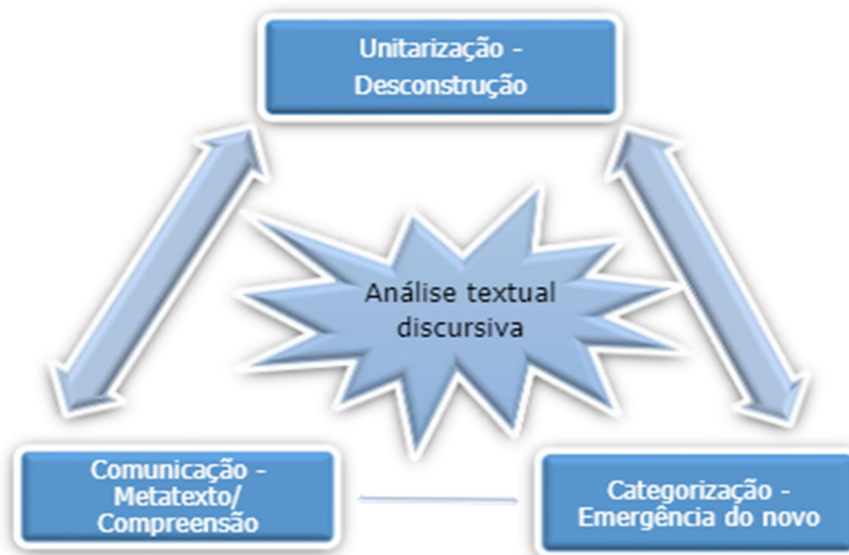 Unitarização -
Desconstrução
Análise textual
discursiva
Comunicação -
Metatexto/
Compreensão
Categorização -
Emergência do novo